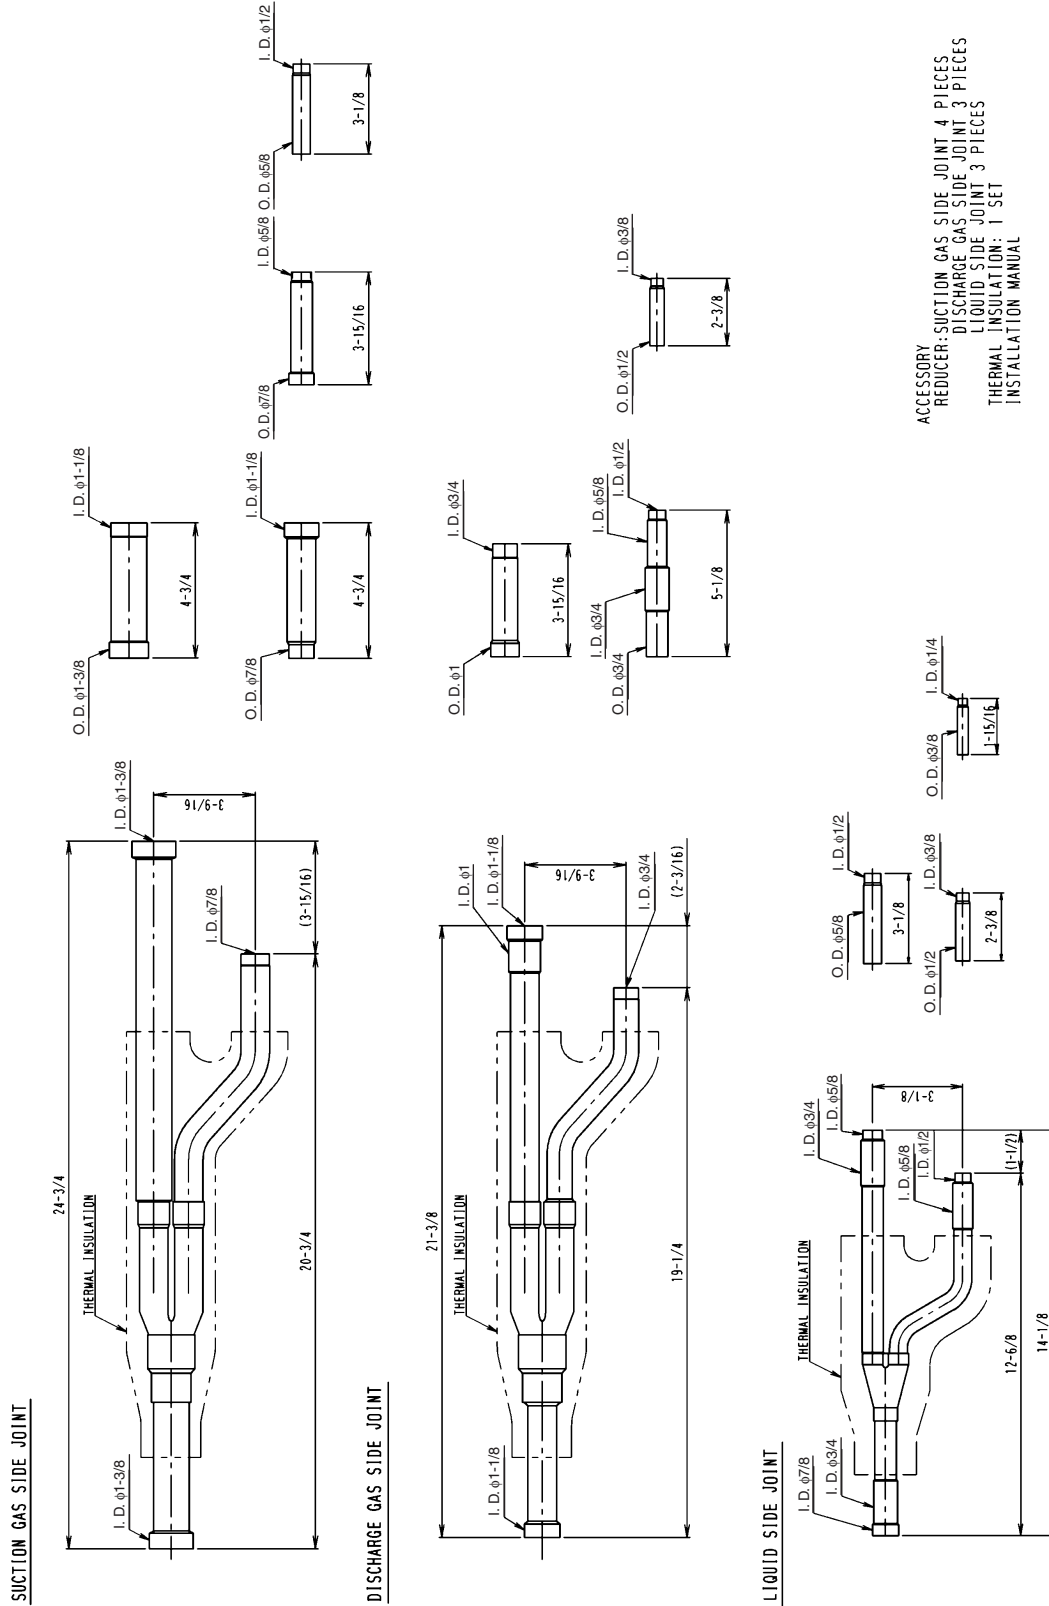 SUCTION GAS SIDE JOINT
24-3/4
THERMAL INSULATION
I. D. φ1-3/8
I. D. φ1-3/8
3-9/16
I. D. φ7/8
(3-15/16)
20-3/4
O. D. φ1-3/8
I. D. φ1-1/8
4-3/4
O. D. φ7/8
I. D. φ1-1/8
4-3/4
O. D. φ7/8
I. D. φ5/8
3-15/16
O. D. φ5/8
I. D. φ1/2
3-1/8
DISCHARGE GAS SIDE JOINT
21-3/8
THERMAL INSULATION
I. D. φ1-1/8
I. D. φ1
I. D. φ1-1/8
3-9/16
I. D. φ3/4
(2-3/16)
19-1/4
O. D. φ1
I. D. φ3/4
3-15/16
O. D. φ3/4
I. D. φ3/4
I. D. φ5/8
I. D. φ1/2
5-1/8
O. D. φ1/2
I. D. φ3/8
2-3/8
LIQUID SIDE JOINT
THERMAL INSULATION
I. D. φ7/8
I. D. φ3/4
I. D. φ3/4
I. D. φ5/8
3-1/8
I. D. φ5/8
I. D. φ1/2
(1-1/2)
12-6/8
14-1/8
O. D. φ5/8
I. D. φ1/2
3-1/8
O. D. φ1/2
I. D. φ3/8
2-3/8
O. D. φ3/8
I. D. φ1/4
1-15/16
ACCESSORY
REDUCER:SUCTION GAS SIDE JOINT 4 PIECES
DISCHARGE GAS SIDE JOINT 3 PIECES
LIQUID SIDE JOINT 3 PIECES
THERMAL INSULATION: 1 SET
INSTALLATION MANUAL